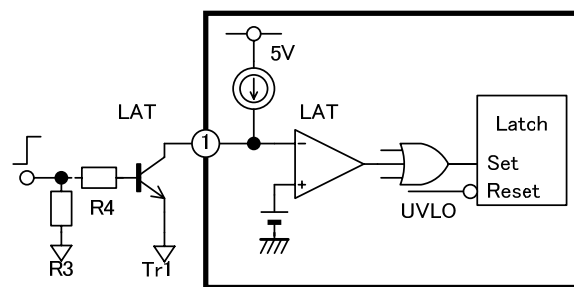 5V
LAT
LAT
1
Latch
Set
Reset
R4
UVLO
R3
Tr1